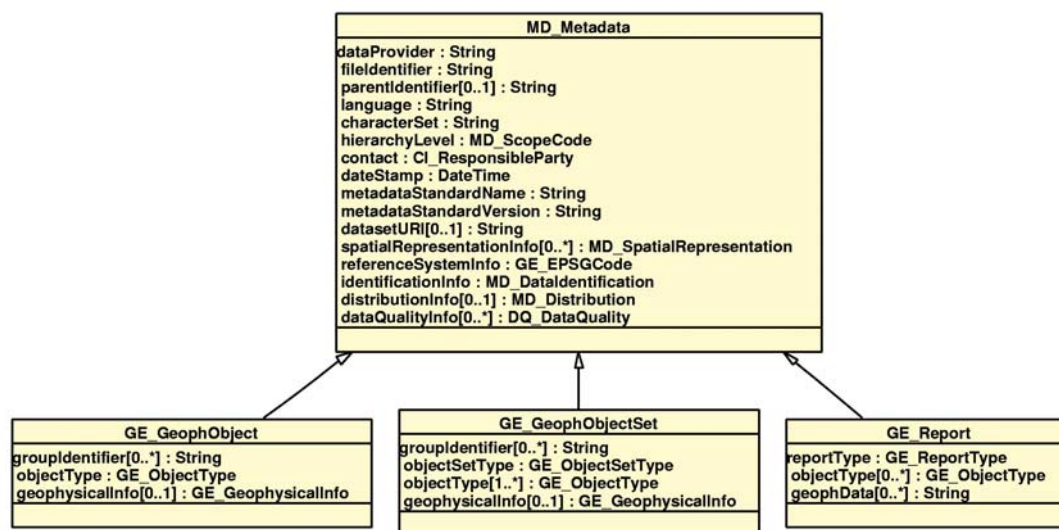 MD_Metadata
dataProvider : String
fileIdentifier : String
parentIdentifier[0..1] : String
language : String
characterSet : String
hierarchyLevel : MD_ScopeCode
contact : CI_ResponsibleParty
dateStamp : DateTime
metadataStandardName : String
metadataStandardVersion : String
datasetURI[0..1] : String
spatialRepresentationInfo[0..*] : MD_SpatialRepresentation
referenceSystemInfo : GE_EPSGCode
identificationInfo : MD_DataIdentification
distributionInfo[0..1] : MD_Distribution
dataQualityInfo[0..*] : DQ_DataQuality
GE_GeophObject
groupIdentifier[0..*] : String
objectType : GE_ObjectType
geophysicalInfo[0..1] : GE_GeophysicalInfo
GE_GeophObjectSet
groupIdentifier[0..*] : String
objectSetType : GE_ObjectSetType
objectType[1..*] : GE_ObjectType
geophysicalInfo[0..1] : GE_GeophysicalInfo
GE_Report
reportType : GE_ReportType
objectType[0..*] : GE_ObjectType
geophData[0..*] : String